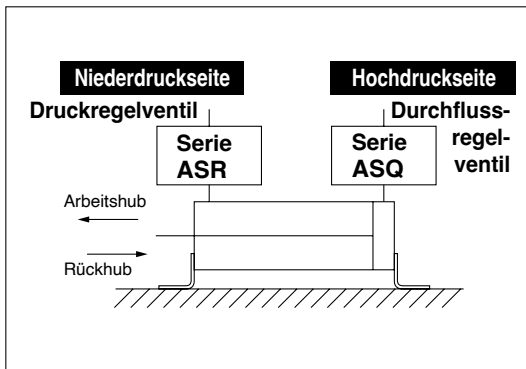 Niederdruckseite
Hochdruckseite
Druckregelventil
Durchfluss-
regel-
ventil
Serie
ASR
Serie
ASQ
Arbeitshub
Rückhub